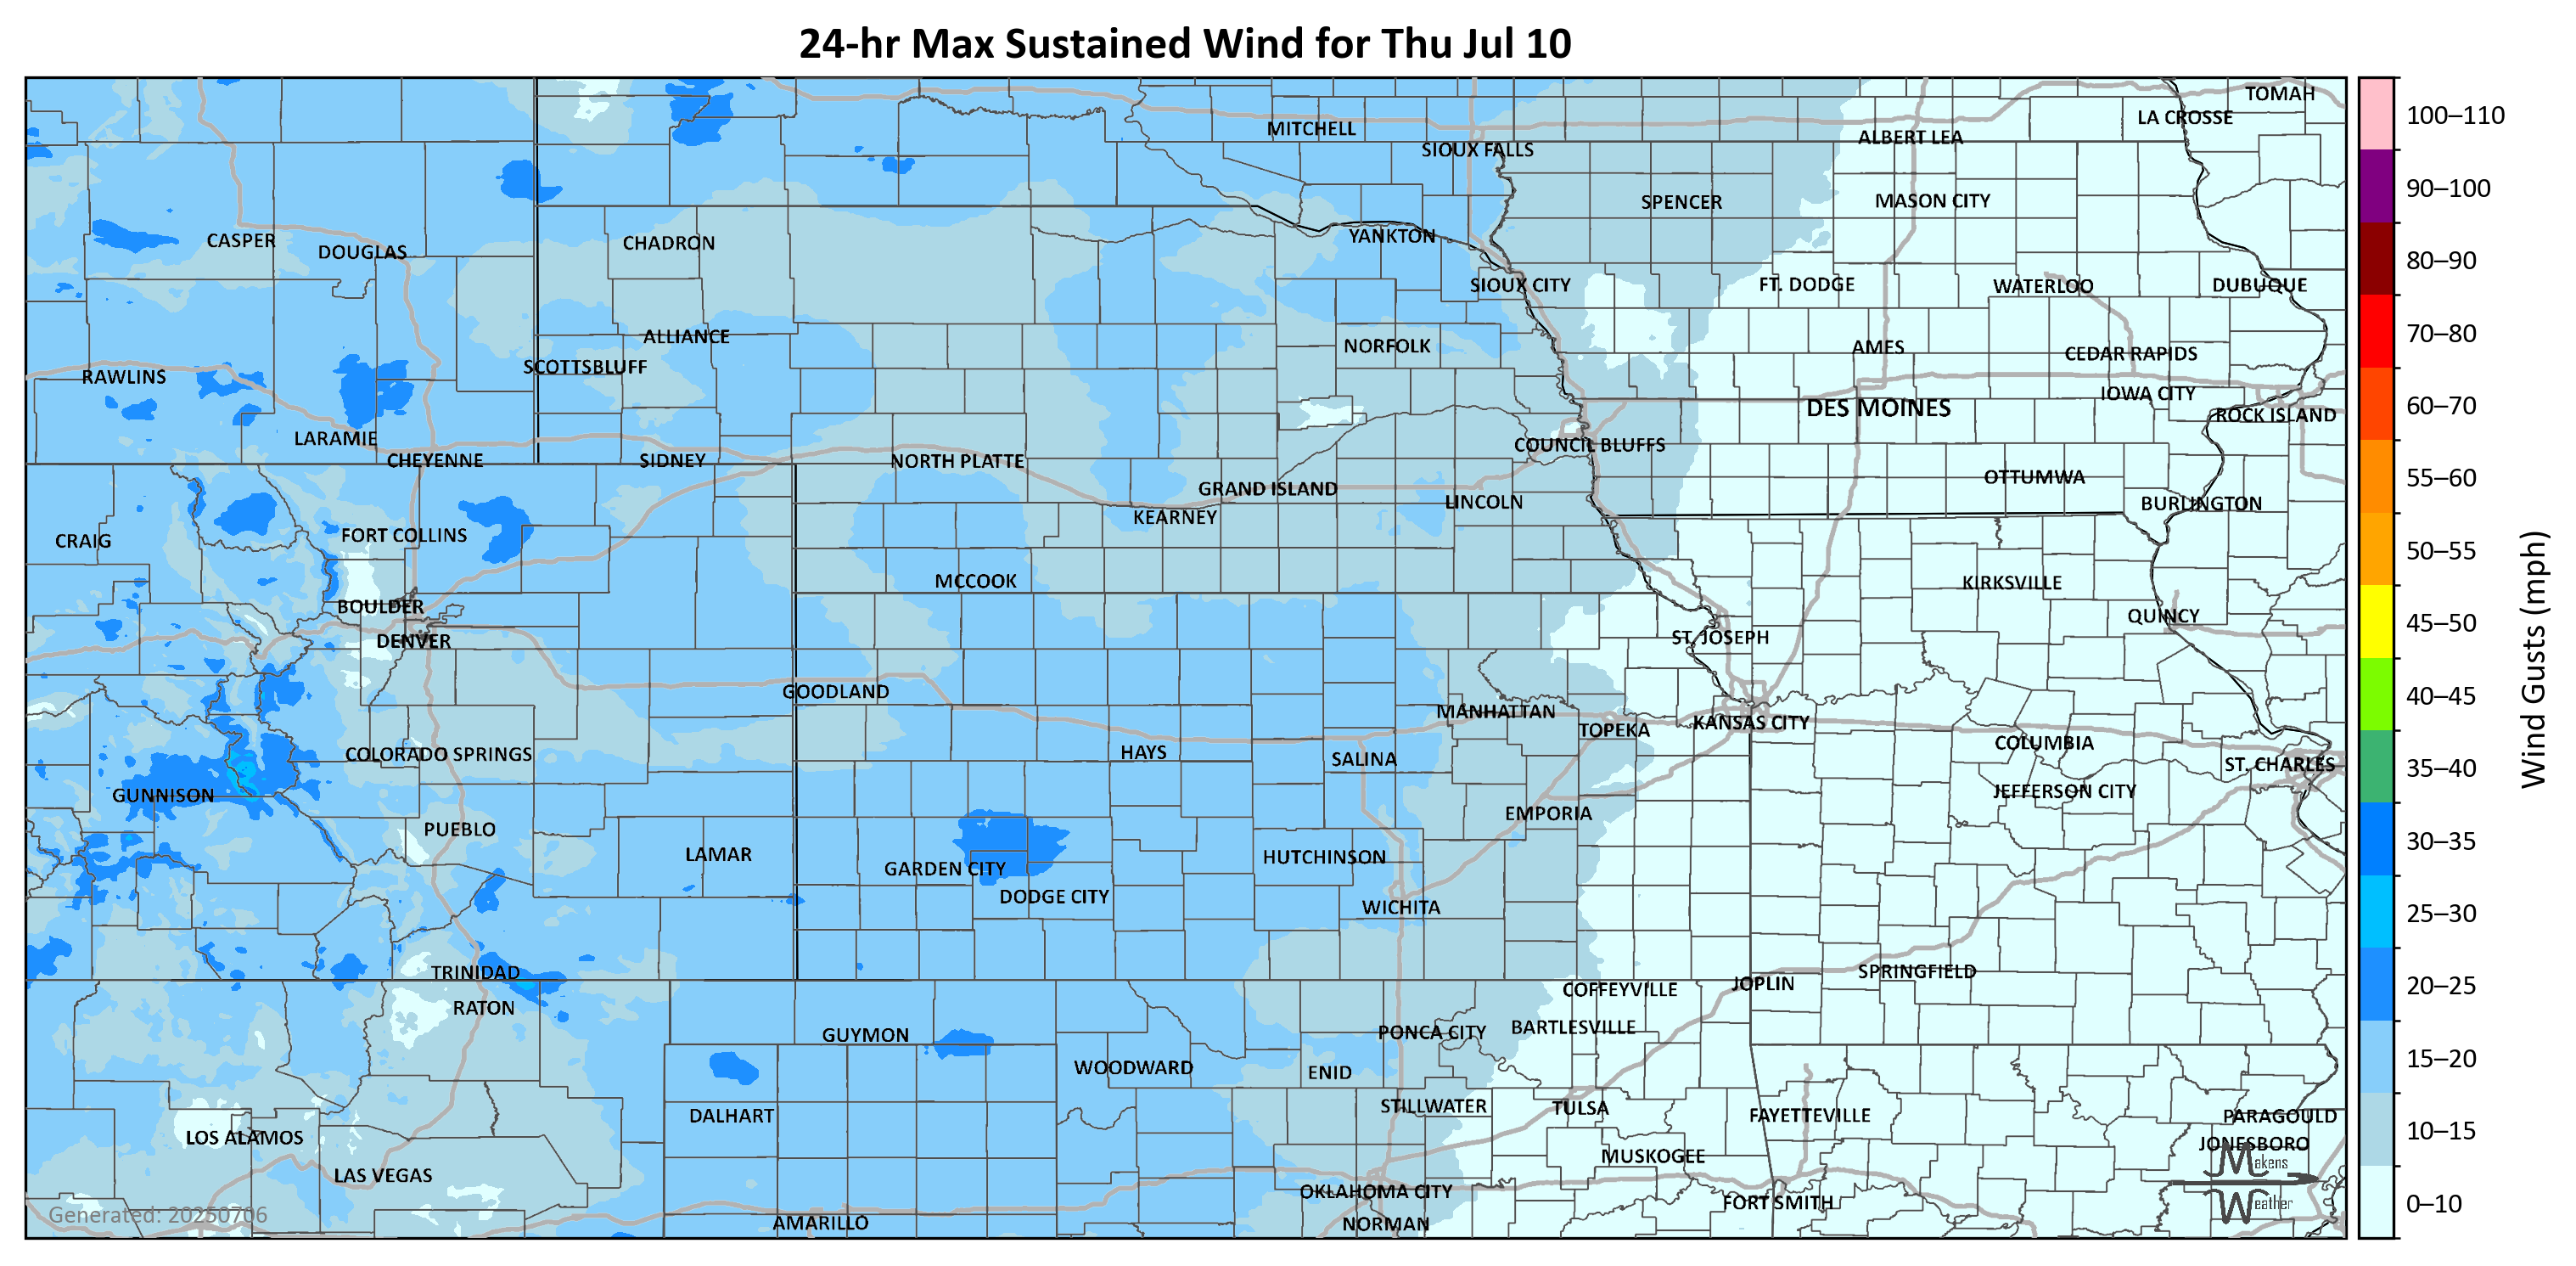 24-hr Max Sustained Wind for Thu Jul 10
TOMAH
LA CROSSE
MITCHELL
ALBERT LEA
SIOUX FALLS
SPENCER
MASON CITY
CASPER
DOUGLAS
CHADRON
YANKTON
SIOUX CITY
FT. DODGE
WATERLOO
DUBUQUE
ALLIANCE
NORFOLK
AMES
CEDAR RAPIDS
SCOTTSBLUFF
RAWLINS
IOWA CITY
DES MOINES
ROCK ISLAND
LARAMIE
COUNCIL BLUFFS
CHEYENNE
SIDNEY
NORTH PLATTE
OTTUMWA
GRAND ISLAND
LINCOLN
BURLINGTON
KEARNEY
CRAIG
FORT COLLINS
MCCOOK
KIRKSVILLE
BOULDER
QUINCY
DENVER
ST. JOSEPH
GOODLAND
MANHATTAN
TOPEKA
KANSAS CITY
COLUMBIA
COLORADO SPRINGS
HAYS
SALINA
ST. CHARLES
GUNNISON
JEFFERSON CITY
EMPORIA
PUEBLO
LAMAR
GARDEN CITY
HUTCHINSON
DODGE CITY
WICHITA
TRINIDAD
SPRINGFIELD
JOPLIN
COFFEYVILLE
RATON
GUYMON
PONCA CITY
BARTLESVILLE
WOODWARD
ENID
DALHART
STILLWATER
TULSA
FAYETTEVILLE
PARAGOULD
LOS ALAMOS
JONESBORO
LAS VEGAS
MUSKOGEE
OKLAHOMA CITY
FORT SMITH
AMARILLO
NORMAN
Generated: 20250706
Makens
Weather
100–110
90–100
80–90
70–80
60–70
55–60
50–55
45–50
40–45
35–40
30–35
25–30
20–25
15–20
10–15
0–10
Wind Gusts (mph)